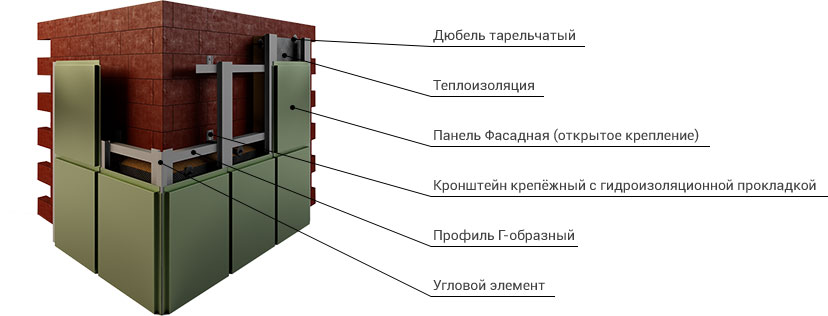 Дюбель тарельчатый
Теплоизоляция
Панель Фасадная (открытое крепление)
Кронштейн крепёжный с гидроизоляционной прокладкой
Профиль Г-образный
Угловой элемент